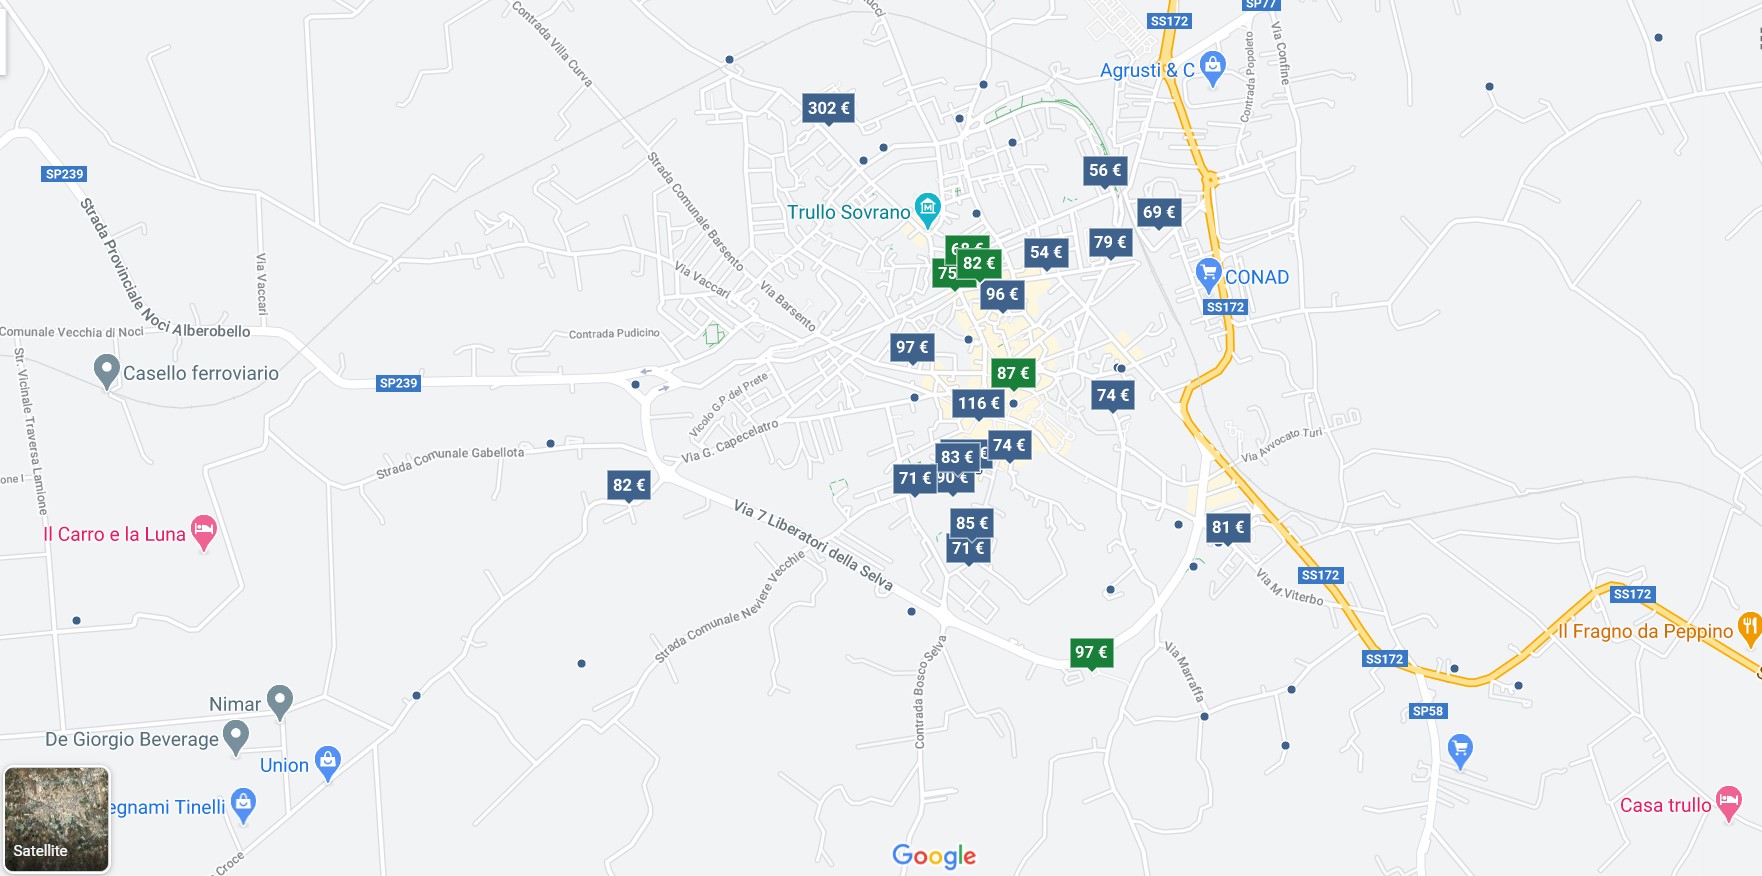 SP77
SS172
Contrada Villa Curva
Via Confine
Contrada Popoleto
Agrusti & C
302 €
SP239
56 €
Strada Comunale Barsento
Trullo Sovrano
69 €
79 €
54 €
68 €
82 €
75
96 €
CONAD
SS172
Strada Provinciale Noci Alberobello
Via Vaccari
Via Vaccari
Via Barsento
Comunale Vecchia di Noci
Contrada Pudicino
97 €
Casello ferroviario
SP239
87 €
Vicolo G.P. del Prete
116 €
74 €
Str. Vicinale Traversa Lamione
Via G. Capecelatro
Via Avvocato Turi
74 €
€
83 €
Strada Comunale Gabellota
71 €
90 €
82 €
one I
Via 7 Liberatori della Selva
85 €
81 €
Il Carro e la Luna
71 €
SS172
Via M. Viterbo
SS172
Strada Comunale Neviere Vecchie
Il Fragno da Peppino
97 €
SS172
Contrada Bosco Selva
Via Marraffa
Nimar
SP58
De Giorgio Beverage
Union
egnami Tinelli
Casa trullo
Satellite
Croce
Google